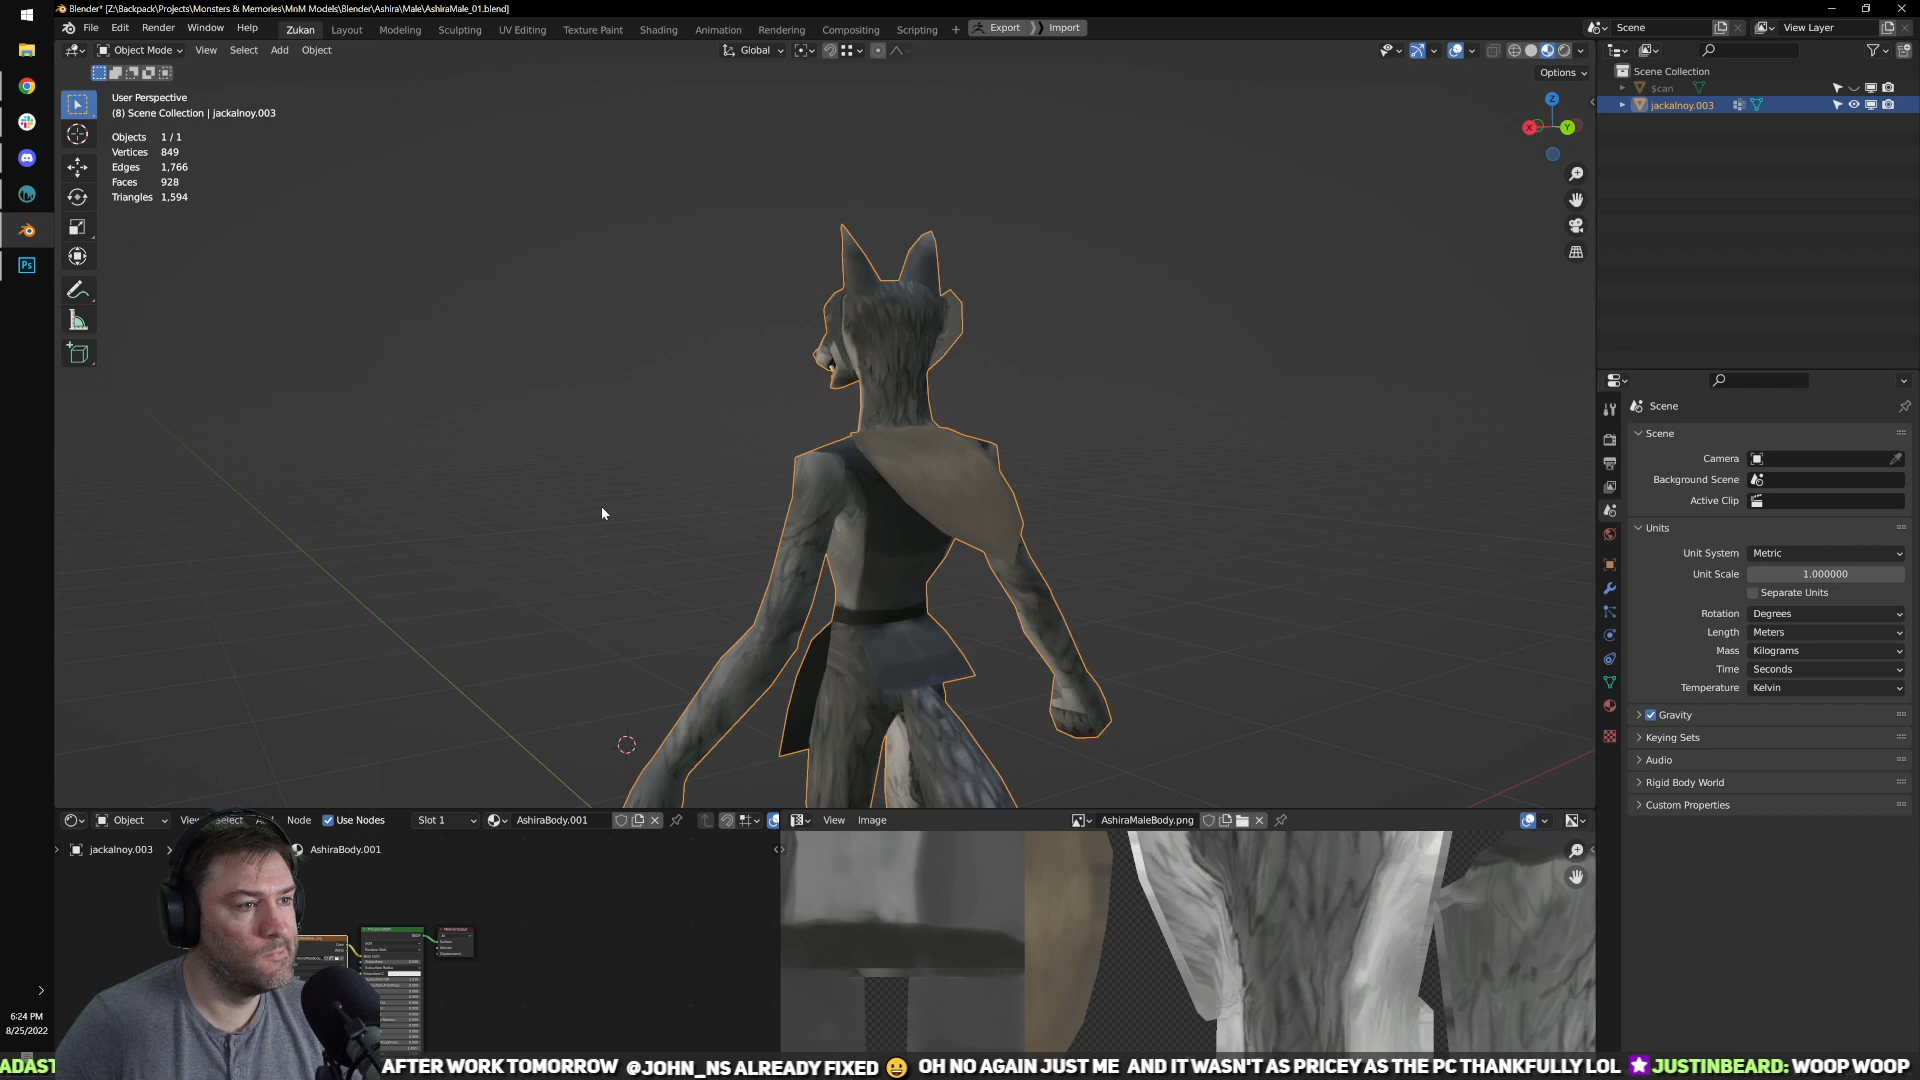 Blender* [Z:\Backpack\Projects\Monsters & Memories\MnM Models\Blender\Ashira\Male\AshiraMale_01.blend]
File Edit Render Window Help Zukan Layout Modeling Sculpting UV Editing Texture Paint Shading Animation Rendering Compositing Scripting + Export Import Scene View Layer
Object Mode View Select Add Object Global
Options
User Perspective
(8) Scene Collection | jackalnoy.003
Objects 1 / 1
Vertices 849
Edges 1,766
Faces 928
Triangles 1,594
Z
X
Y
Scene Collection
$can
jackalnoy.003
Scene
Scene
Camera
Background Scene
Active Clip
Units
Unit System Metric
Unit Scale 1.000000
Separate Units
Rotation Degrees
Length Meters
Mass Kilograms
Time Seconds
Temperature Kelvin
Gravity
Keying Sets
Audio
Rigid Body World
Custom Properties
Ps
Object Select Node Use Nodes Slot 1 AshiraBody.001
jackalnoy.003 AshiraBody.001
View Image AshiraMaleBody.png
6:24 PM
8/25/2022
ADAST AFTER WORK TOMORROW @JOHN_NS ALREADY FIXED 😀 OH NO AGAIN JUST ME AND IT WASN'T AS PRICEY AS THE PC THANKFULLY LOL JUSTINBEARD: WOOP WOOP